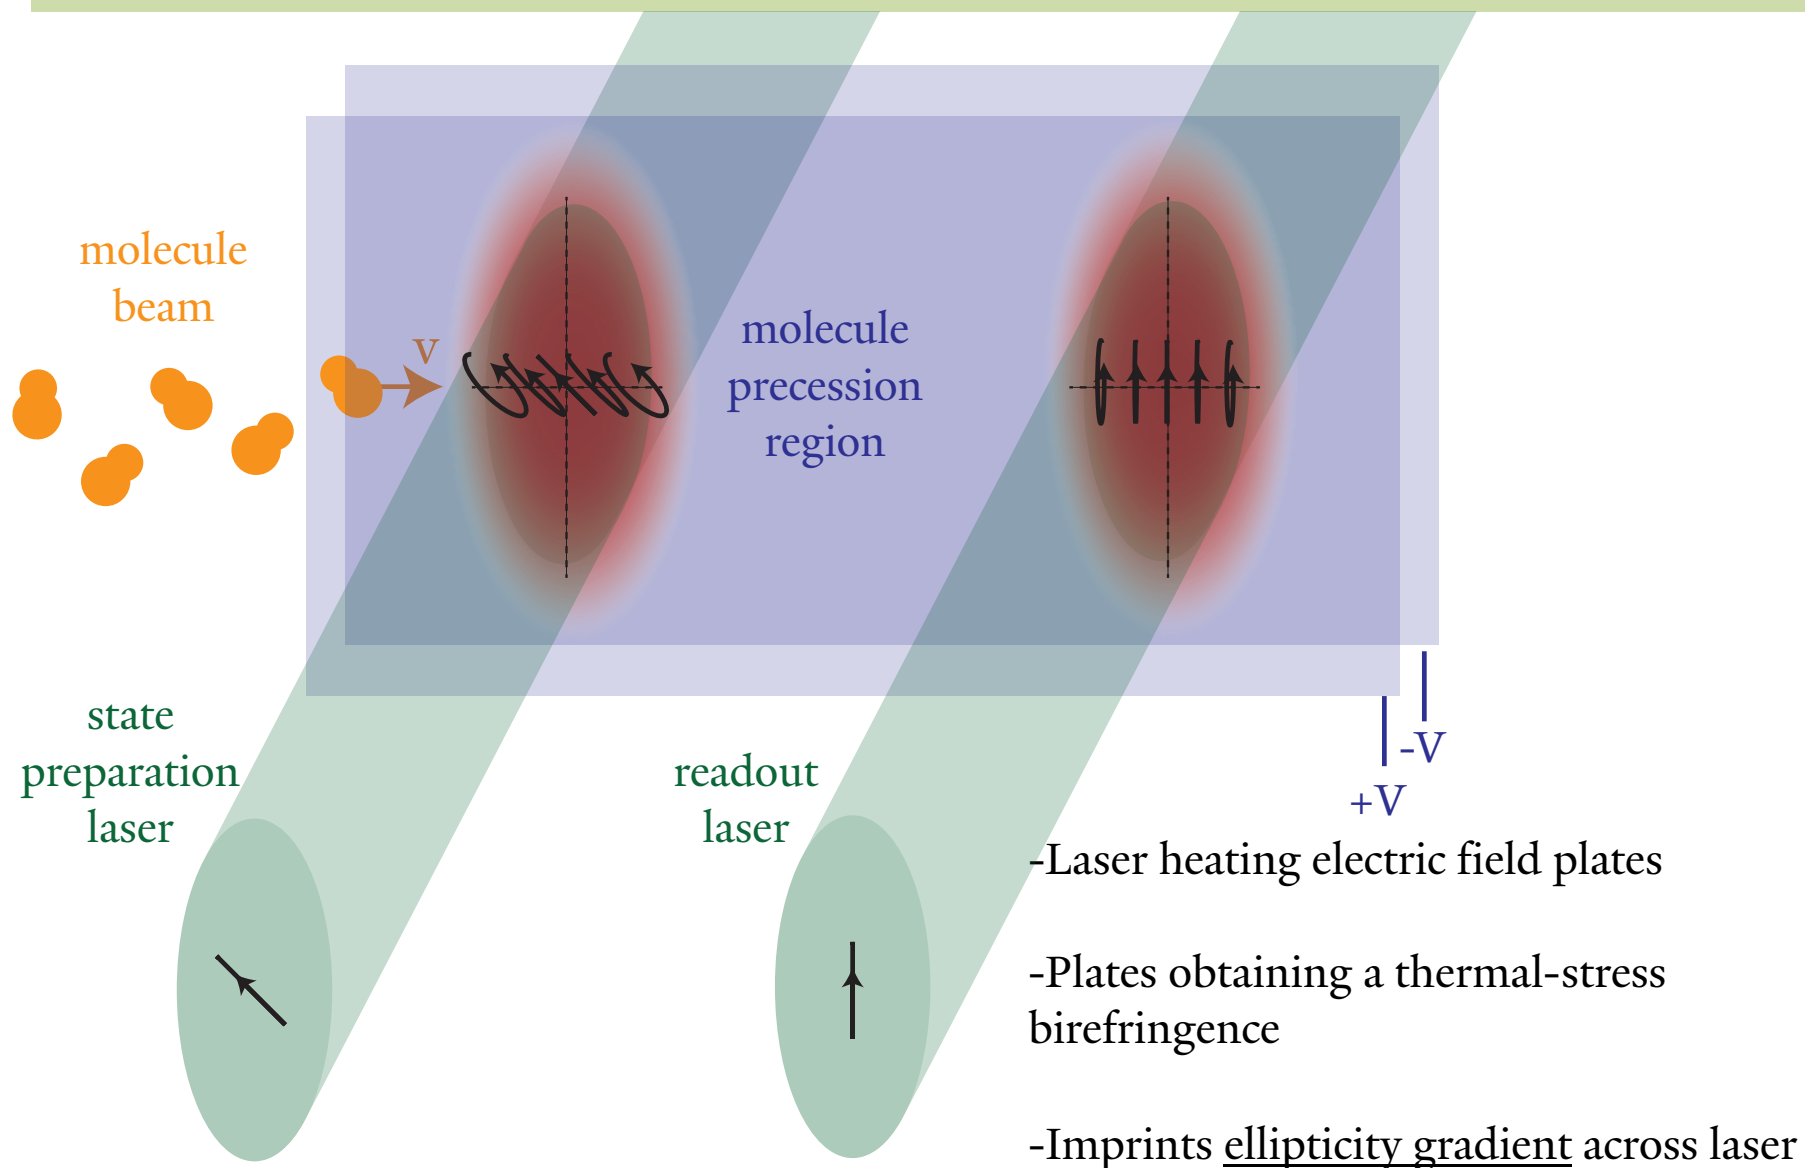 molecule
beam
v
molecule
precession
region
state
preparation
laser
readout
laser
-V
+V
-Laser heating electric field plates
-Plates obtaining a thermal-stress
birefringence
-Imprints ellipticity gradient across laser